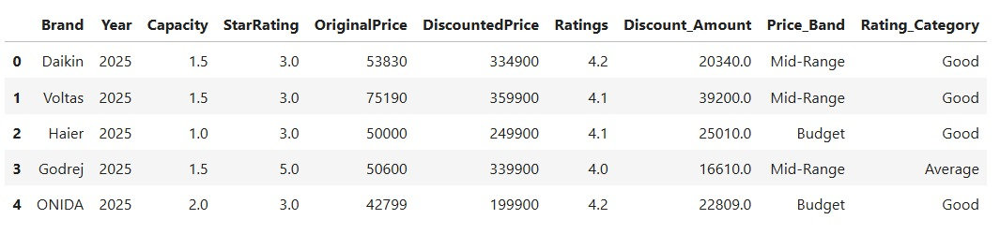 Brand Year Capacity StarRating OriginalPrice DiscountedPrice Ratings Discount_Amount Price_Band Rating_Category
0 Daikin 2025 1.5 3.0 53830 334900 4.2 20340.0 Mid-Range Good
1 Voltas 2025 1.5 3.0 75190 359900 4.1 39200.0 Mid-Range Good
2 Haier 2025 1.0 3.0 50000 249900 4.1 25010.0 Budget Good
3 Godrej 2025 1.5 5.0 50600 339900 4.0 16610.0 Mid-Range Average
4 ONIDA 2025 2.0 3.0 42799 199900 4.2 22809.0 Budget Good